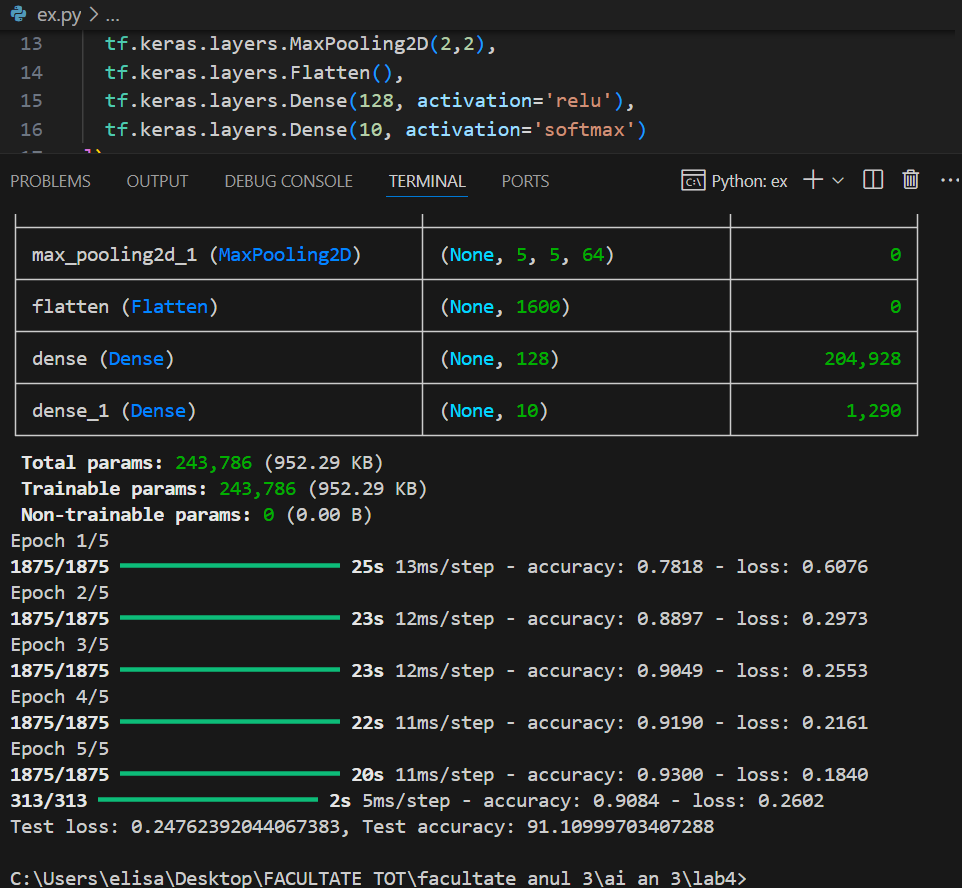 ex.py > ...
13 tf.keras.layers.MaxPooling2D(2,2),
14 tf.keras.layers.Flatten(),
15 tf.keras.layers.Dense(128, activation='relu'),
16 tf.keras.layers.Dense(10, activation='softmax')
PROBLEMS OUTPUT DEBUG CONSOLE TERMINAL PORTS Python: ex
max_pooling2d_1 (MaxPooling2D) (None, 5, 5, 64) 0
flatten (Flatten) (None, 1600) 0
dense (Dense) (None, 128) 204,928
dense_1 (Dense) (None, 10) 1,290
Total params: 243,786 (952.29 KB)
Trainable params: 243,786 (952.29 KB)
Non-trainable params: 0 (0.00 B)
Epoch 1/5
1875/1875 25s 13ms/step - accuracy: 0.7818 - loss: 0.6076
Epoch 2/5
1875/1875 23s 12ms/step - accuracy: 0.8897 - loss: 0.2973
Epoch 3/5
1875/1875 23s 12ms/step - accuracy: 0.9049 - loss: 0.2553
Epoch 4/5
1875/1875 22s 11ms/step - accuracy: 0.9190 - loss: 0.2161
Epoch 5/5
1875/1875 20s 11ms/step - accuracy: 0.9300 - loss: 0.1840
313/313 2s 5ms/step - accuracy: 0.9084 - loss: 0.2602
Test loss: 0.24762392044067383, Test accuracy: 91.10999703407288
C:\Users\elisa\Desktop\FACULTATE TOT\facultate anul 3\ai an 3\lab4>